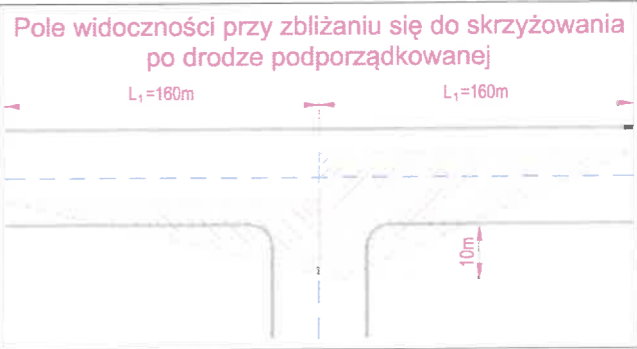 Pole widoczności przy zbliżaniu się do skrzyżowania
po drodze podporządkowanej
L₁=160m
L₁=160m
10m